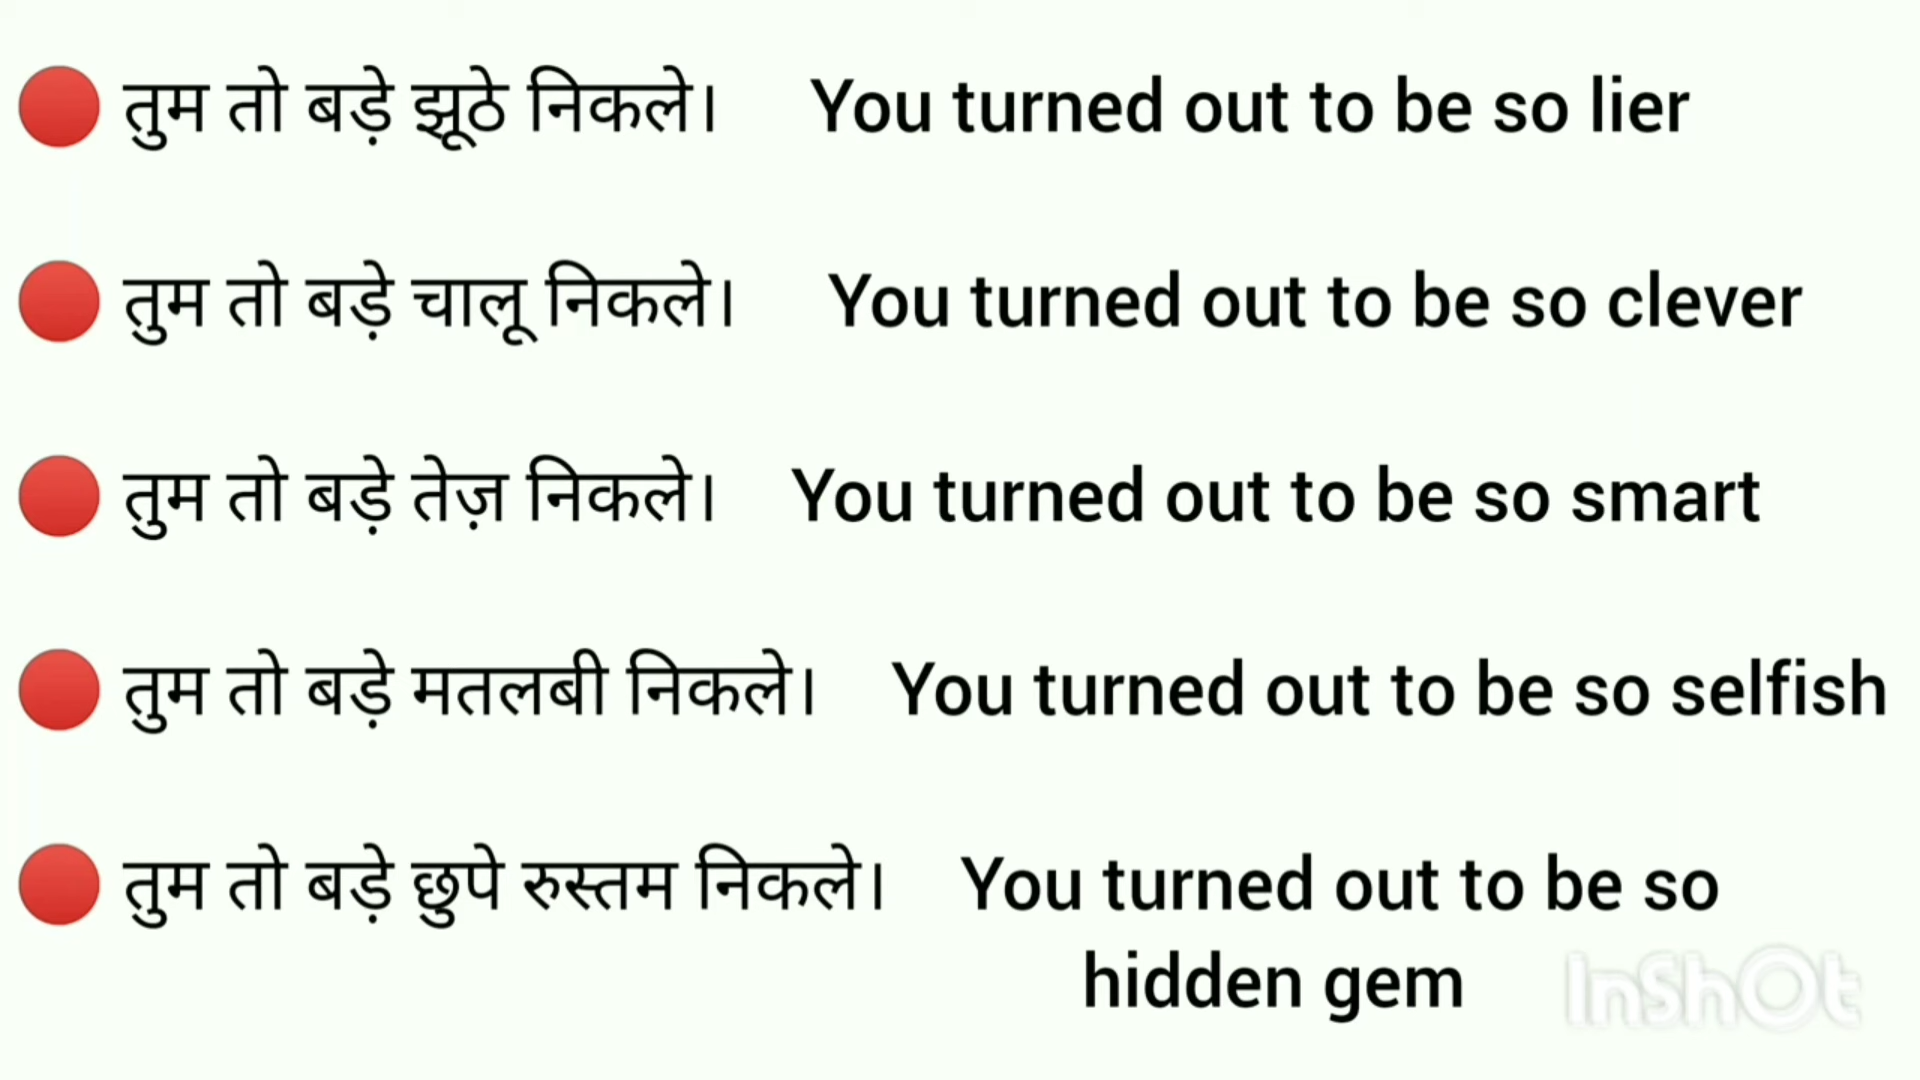 तुम तो बड़े झूठे निकले। You turned out to be so lier
तुम तो बड़े चालू निकले। You turned out to be so clever
तुम तो बड़े तेज़ निकले। You turned out to be so smart
तुम तो बड़े मतलबी निकले। You turned out to be so selfish
तुम तो बड़े छुपे रुस्तम निकले। You turned out to be so
hidden gem
InShOt